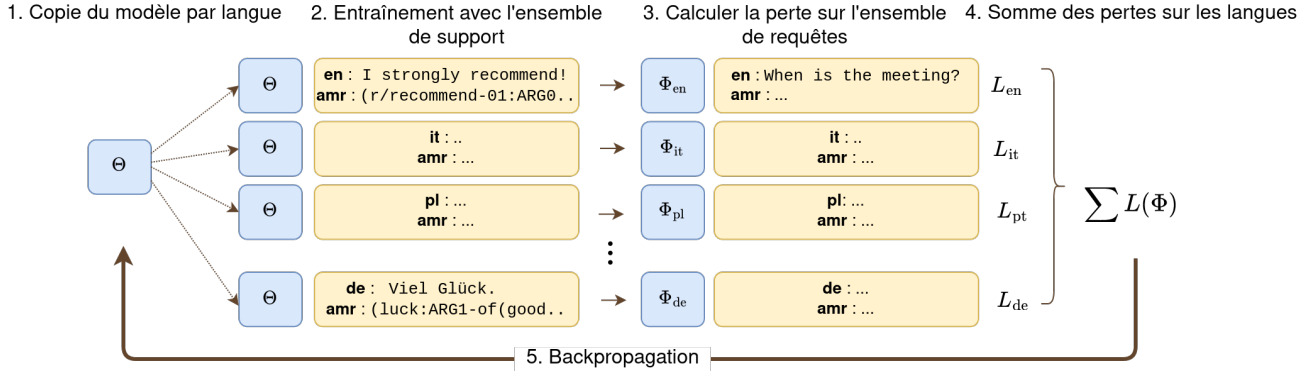 1. Copie du modèle par langue
2. Entraînement avec l'ensemble
de support
3. Calculer la perte sur l'ensemble
de requêtes
4. Somme des pertes sur les langues
Θ
Θ
en : I strongly recommend!
amr : (r/recommend-01:ARG0..
Φen
en : When is the meeting?
amr : ...
Len
Θ
it : ..
amr : ...
Φit
it : ..
amr : ...
Lit
Θ
pl : ...
amr : ...
Φpl
pl: ...
amr : ...
Lpt
Θ
de : Viel Glück.
amr : (luck:ARG1-of(good..
Φde
de : ...
amr : ...
Lde
∑ L(Φ)
5. Backpropagation